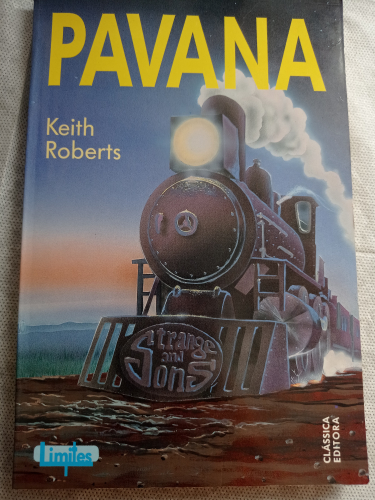 PAVANA
Keith
Roberts
Strange
and
Sons
Limites
CLÁSSICA
EDITORA